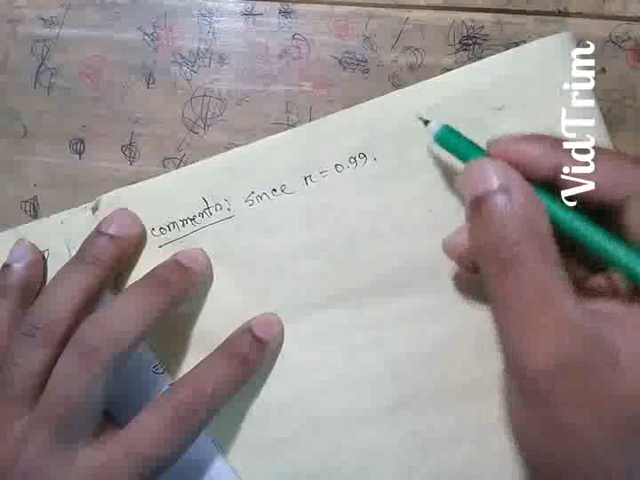 comments: Since r = 0.99.
VidTrim